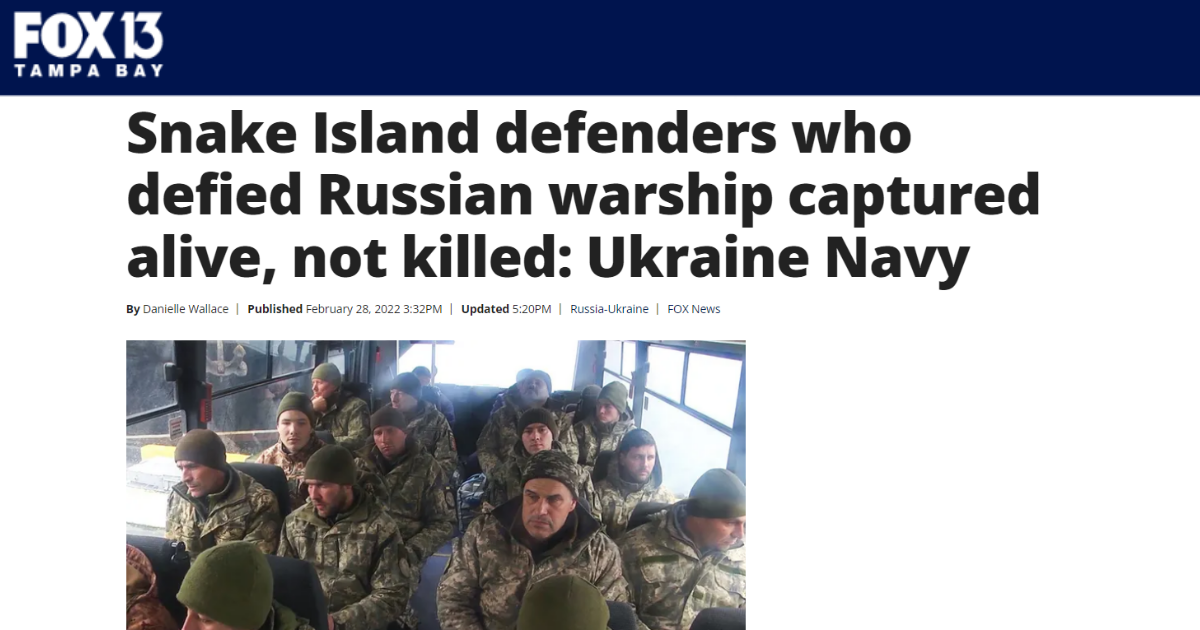 FOX 13
TAMPA BAY
Snake Island defenders who
defied Russian warship captured
alive, not killed: Ukraine Navy
By Danielle Wallace | Published February 28, 2022 3:32PM | Updated 5:20PM | Russia-Ukraine | FOX News